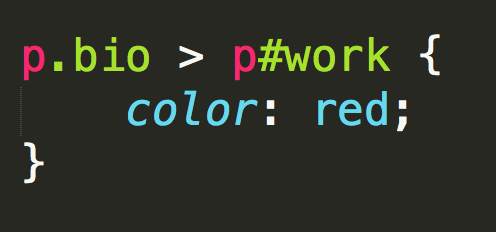 p.bio > p#work {
    color: red;
}